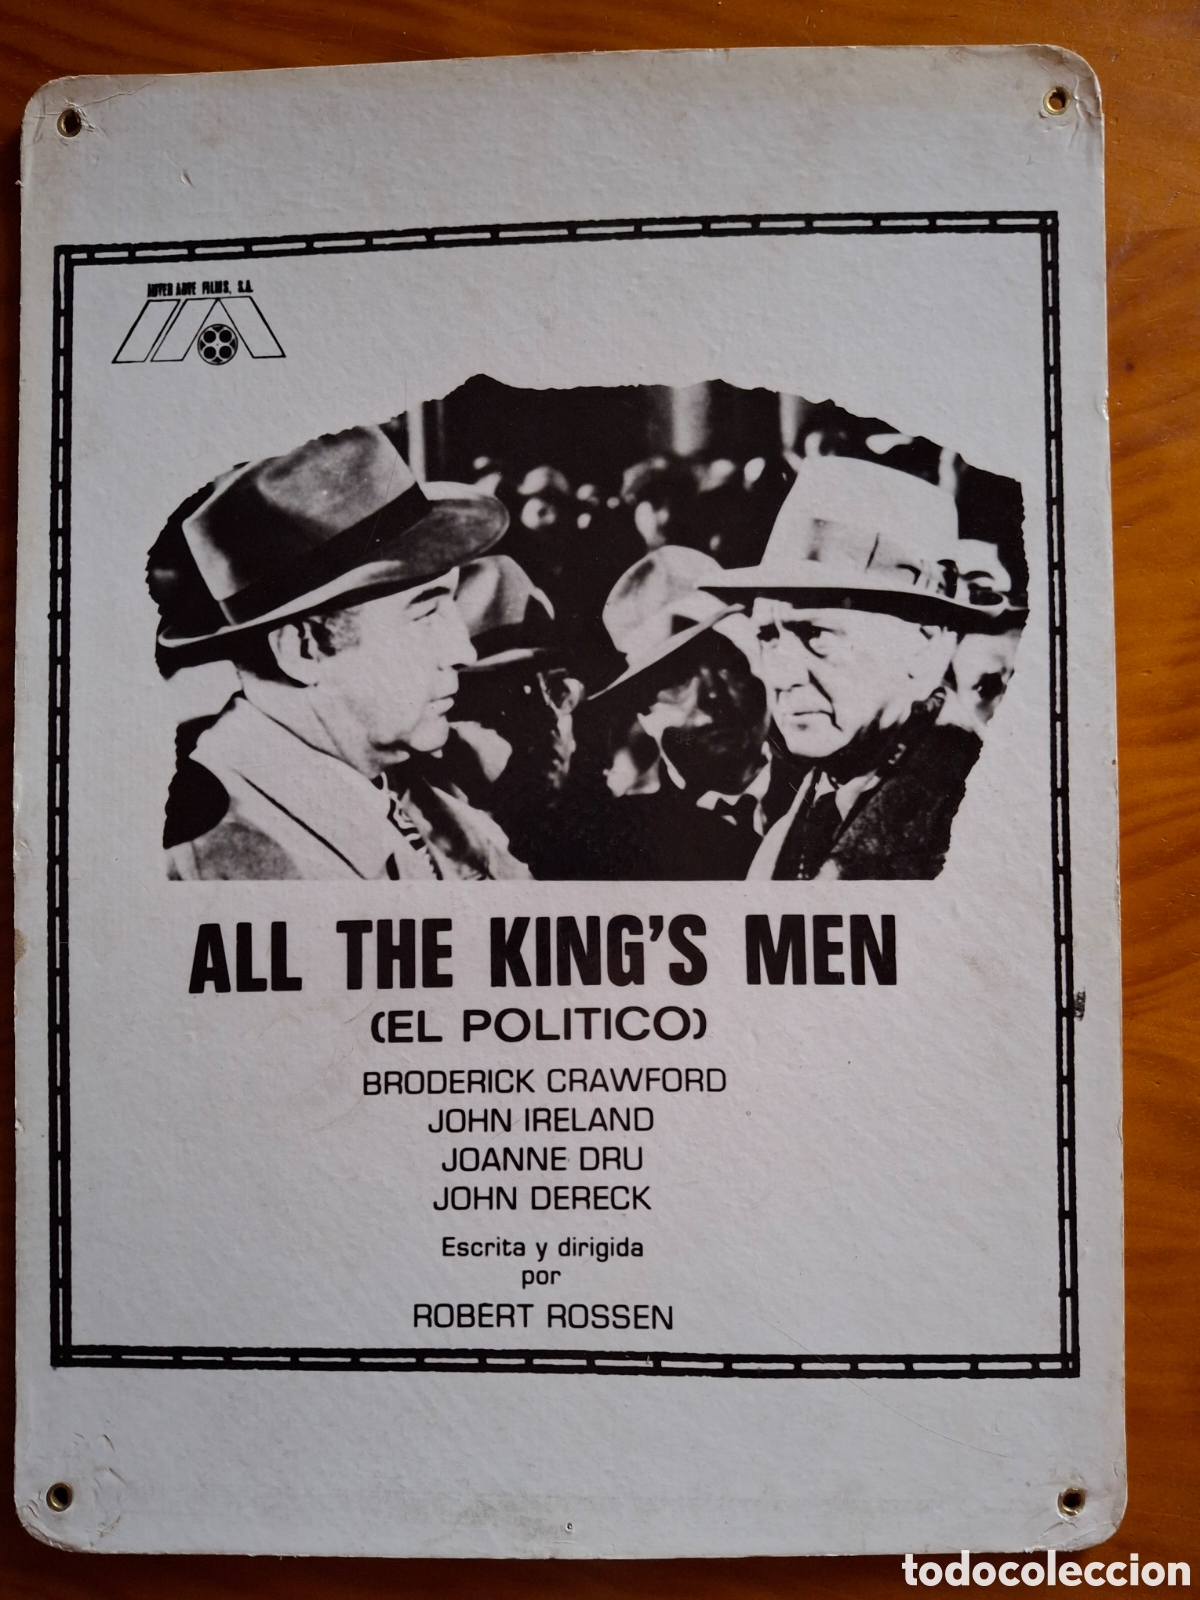 FILMS, S.A.
ALL THE KING'S MEN
(EL POLITICO)
BRODERICK CRAWFORD
JOHN IRELAND
JOANNE DRU
JOHN DERECK
Escrita y dirigida
por
ROBERT ROSSEN
todocoleccion